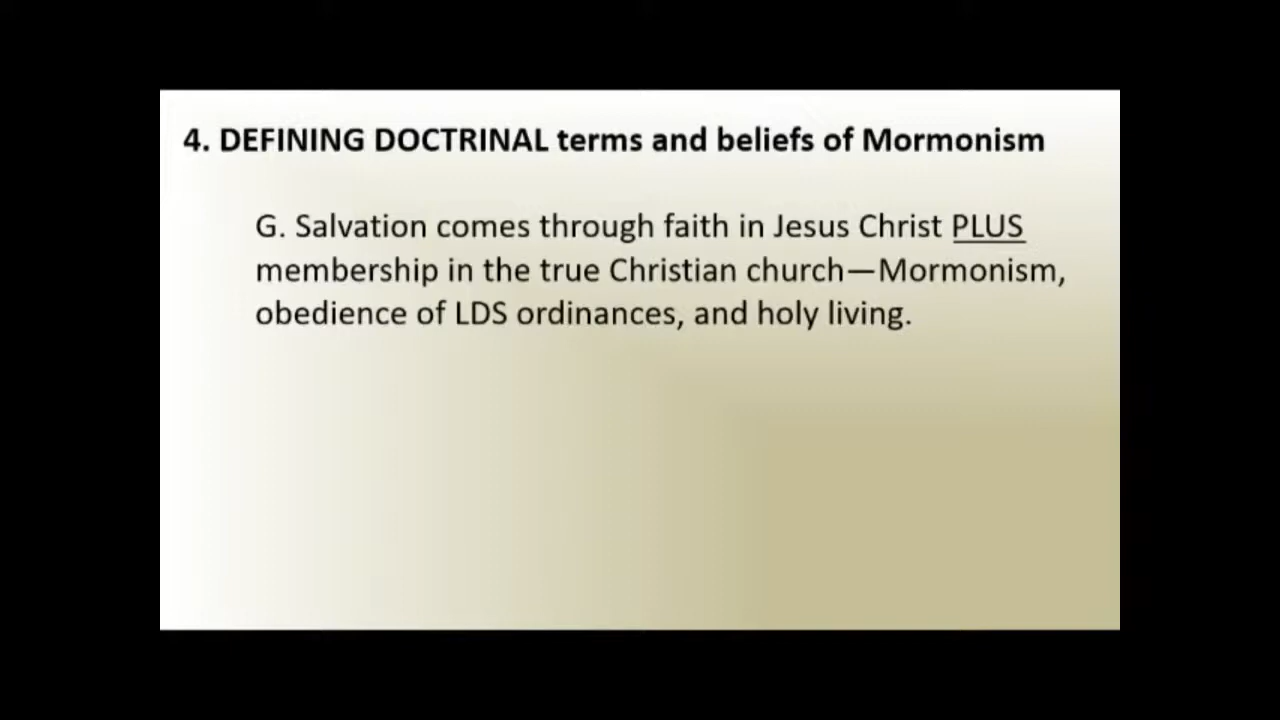 4. DEFINING DOCTRINAL terms and beliefs of Mormonism
G. Salvation comes through faith in Jesus Christ PLUS
membership in the true Christian church—Mormonism,
obedience of LDS ordinances, and holy living.